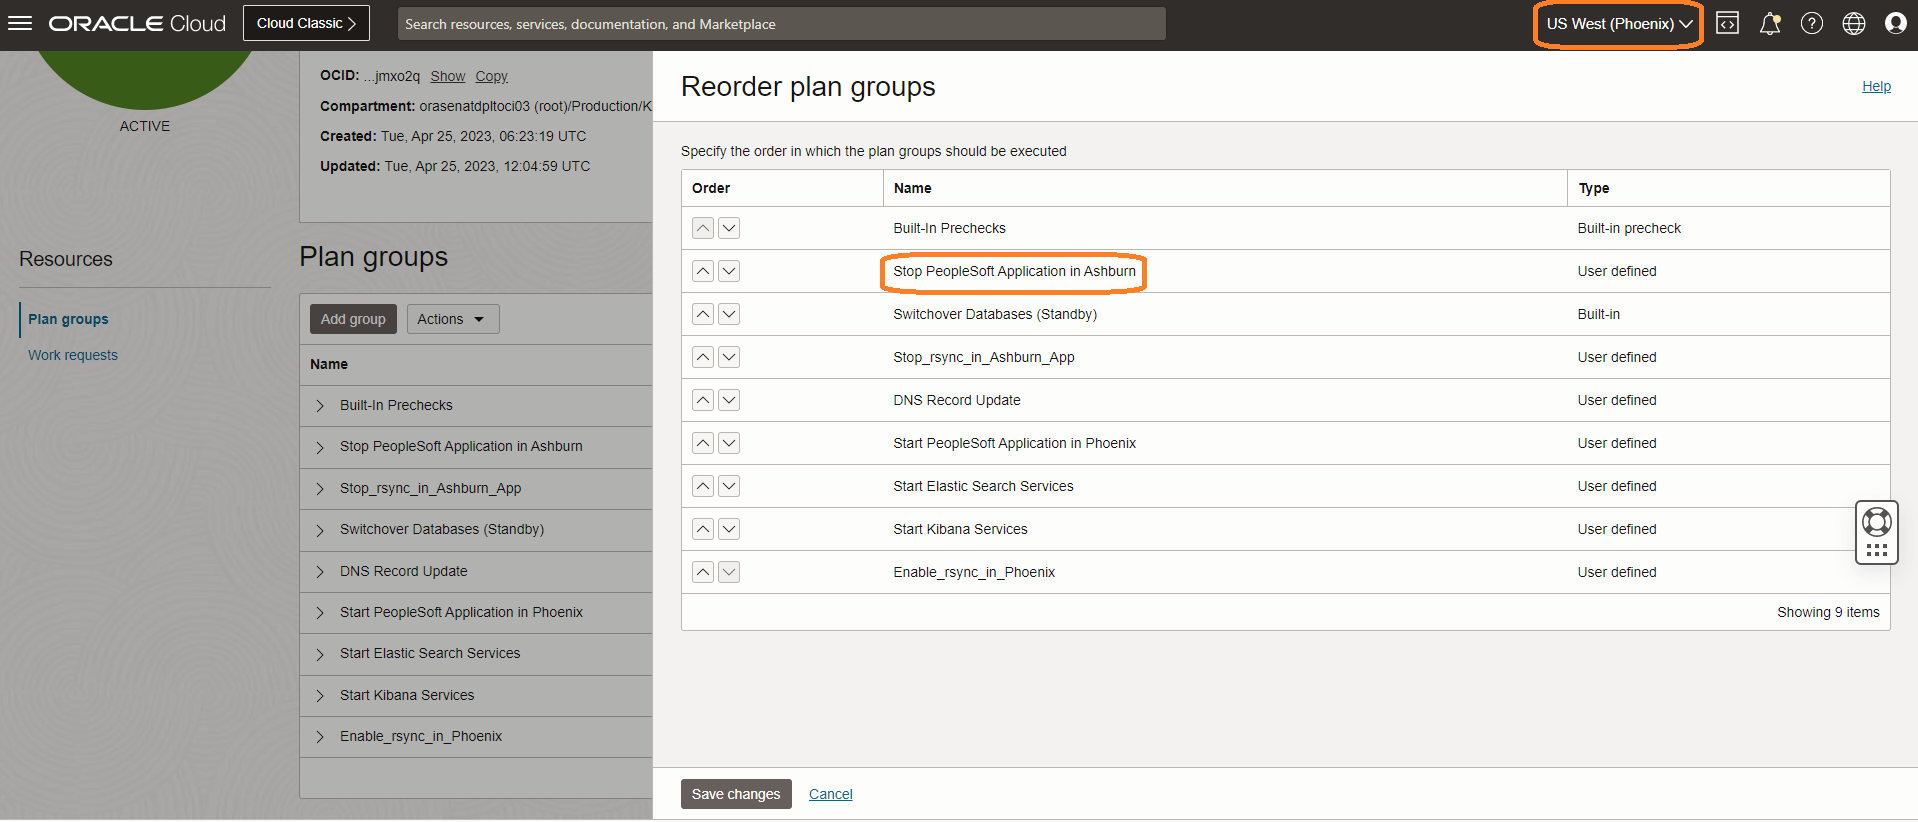 ORACLE Cloud
Cloud Classic
Search resources, services, documentation, and Marketplace
US West (Phoenix)
ACTIVE
OCID: ...jmxo2q Show Copy
Compartment: orasenatdpltoci03 (root)/Production/K
Created: Tue, Apr 25, 2023, 06:23:19 UTC
Updated: Tue, Apr 25, 2023, 12:04:59 UTC
Resources
Plan groups
Work requests
Plan groups
Add group
Actions
Name
Built-In Prechecks
Stop PeopleSoft Application in Ashburn
Stop_rsync_in_Ashburn_App
Switchover Databases (Standby)
DNS Record Update
Start PeopleSoft Application in Phoenix
Start Elastic Search Services
Start Kibana Services
Enable_rsync_in_Phoenix
Reorder plan groups
Help
Specify the order in which the plan groups should be executed
Order Name Type
Built-In Prechecks Built-in precheck
Stop PeopleSoft Application in Ashburn User defined
Switchover Databases (Standby) Built-in
Stop_rsync_in_Ashburn_App User defined
DNS Record Update User defined
Start PeopleSoft Application in Phoenix User defined
Start Elastic Search Services User defined
Start Kibana Services User defined
Enable_rsync_in_Phoenix User defined
Showing 9 items
Save changes
Cancel